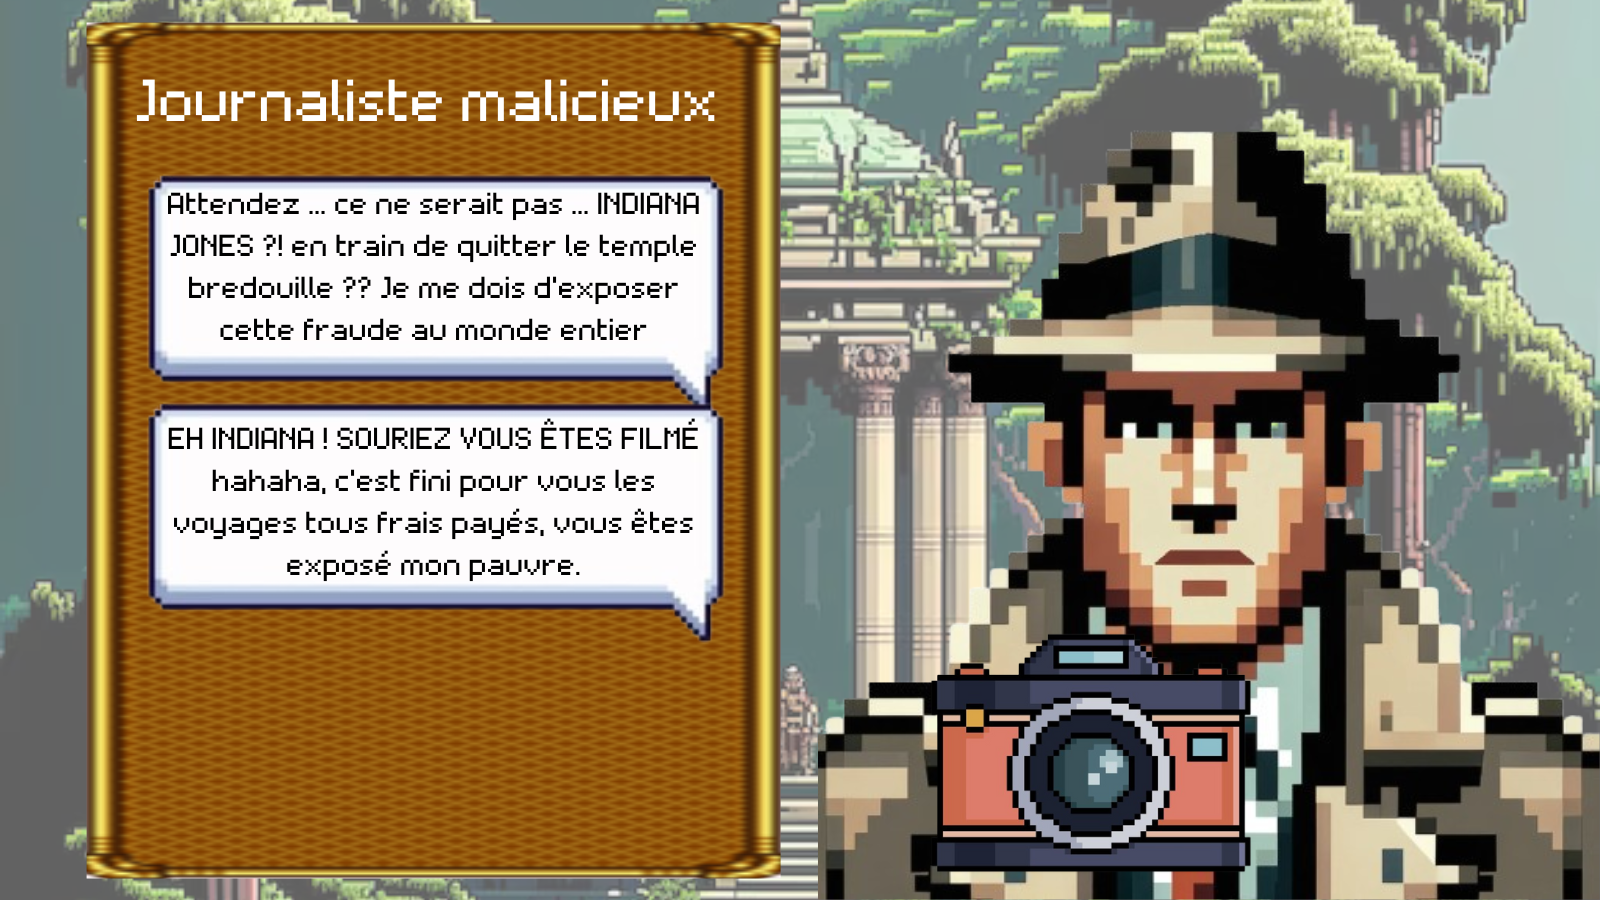 Journaliste malicieux
Attendez ... ce ne serait pas ... INDIANA
JONES ?! en train de quitter le temple
bredouille ?? Je me dois d'exposer
cette fraude au monde entier
EH INDIANA ! SOURIEZ VOUS ÊTES FILMÉ
hahaha, c'est fini pour vous les
voyages tous frais payés, vous êtes
exposé mon pauvre.